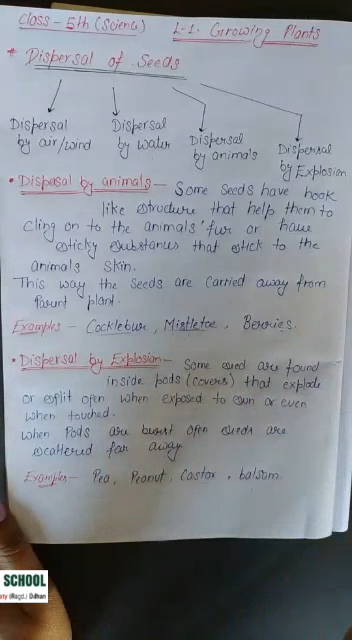 Class - 5th (Science) L-1. Growing Plants
* Dispersal of Seeds
Dispersal by air/wind
Dispersal by water
Dispersal by animals
Dispersal by Explosion
• Dispesal by animals - Some Seeds have hook
like structure that help them to
cling on to the animals' fur or have
sticky substanus that stick to the
animals skin.
This way the seeds are carried away from
parent plant.
Examples - Cocklebur, Mistletoe, Berries.
• Dispersal by Explosion - Some seed are found
inside pods (covers) that explode
or split open when exposed to sun or even
when touched.
When Pods are burst open seeds are
scattered far away
Examples - Pea, Peanut, Castor, balsam.
SCHOOL
ety (Regd.) Didhan